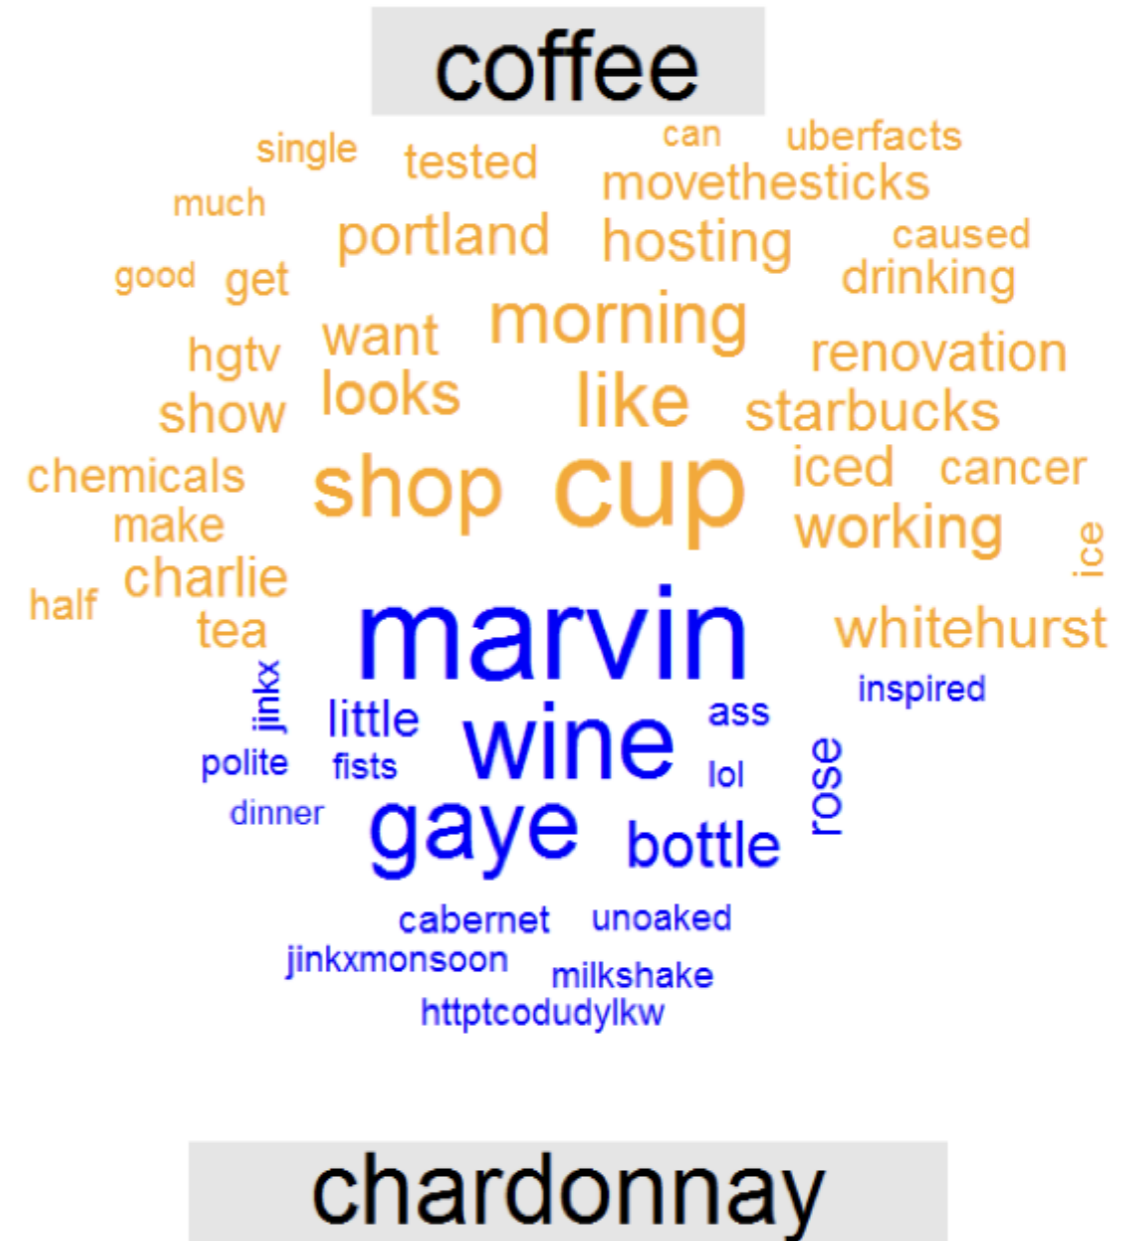 coffee
single tested can uberfacts
much movethesticks
portland hosting caused
good get drinking
morning
want
hgtv renovation
looks like
show starbucks
chemicals shop cup iced cancer
make working ice
charlie
half
tea marvin whitehurst
jinkx little ass inspired
wine
polite fists lol rose
dinner gaye bottle
cabernet unoaked
jinkxmonsoon milkshake
httptcodudylkw
chardonnay